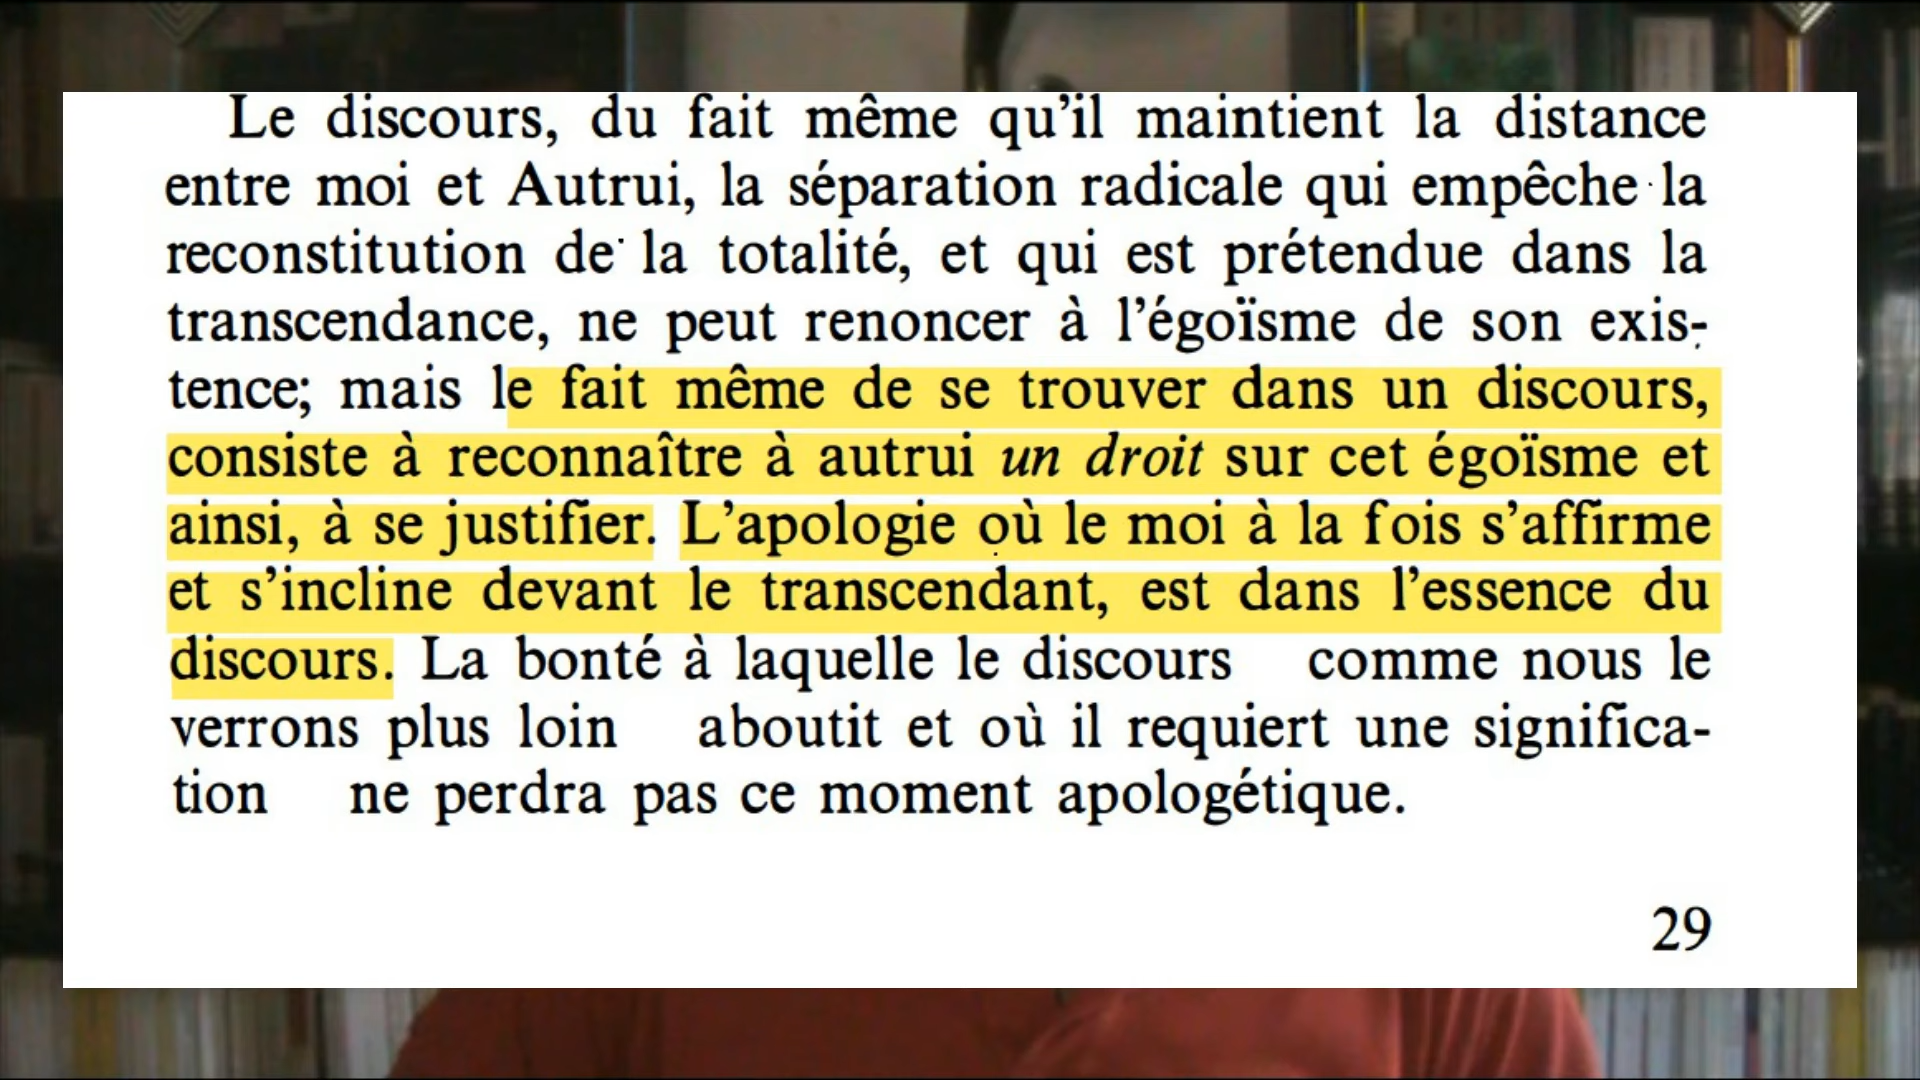 Le discours, du fait même qu’il maintient la distance
entre moi et Autrui, la séparation radicale qui empêche la
reconstitution de la totalité, et qui est prétendue dans la
transcendance, ne peut renoncer à l’égoïsme de son exis-
tence; mais le fait même de se trouver dans un discours,
consiste à reconnaître à autrui un droit sur cet égoïsme et
ainsi, à se justifier. L’apologie où le moi à la fois s’affirme
et s’incline devant le transcendant, est dans l’essence du
discours. La bonté à laquelle le discours comme nous le
verrons plus loin aboutit et où il requiert une significa-
tion ne perdra pas ce moment apologétique.
29